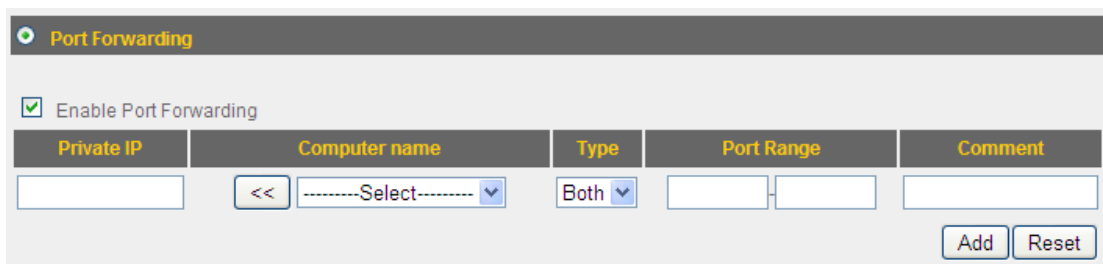 Port Forwarding
Enable Port Forwarding
Private IP Computer name Type Port Range Comment
<< ---------Select--------- Both -
Add Reset